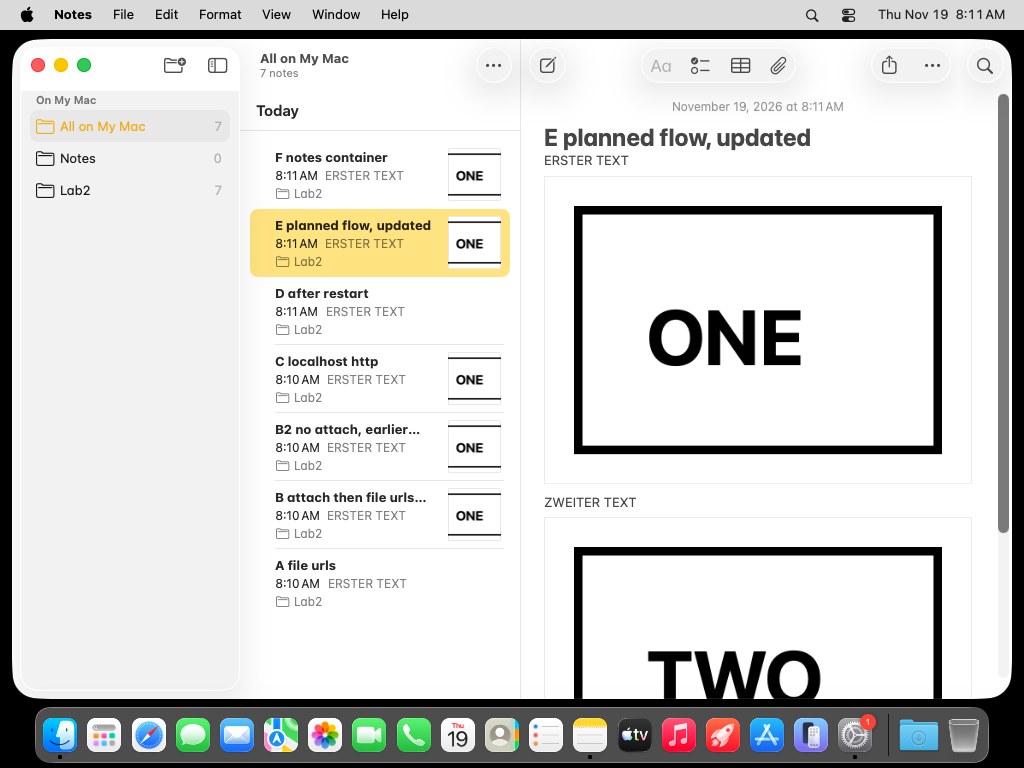 Notes File Edit Format View Window Help Thu Nov 19 8:11 AM
On My Mac
All on My Mac 7
Notes 0
Lab2 7
All on My Mac
7 notes
Today
F notes container
8:11 AM ERSTER TEXT
Lab2
ONE
E planned flow, updated
8:11 AM ERSTER TEXT
Lab2
ONE
D after restart
8:11 AM ERSTER TEXT
Lab2
C localhost http
8:10 AM ERSTER TEXT
Lab2
ONE
B2 no attach, earlier...
8:10 AM ERSTER TEXT
Lab2
ONE
B attach then file urls...
8:10 AM ERSTER TEXT
Lab2
ONE
A file urls
8:10 AM ERSTER TEXT
Lab2
Aa
November 19, 2026 at 8:11 AM
E planned flow, updated
ERSTER TEXT
ONE
ZWEITER TEXT
TWO
Thu
19
tv
1